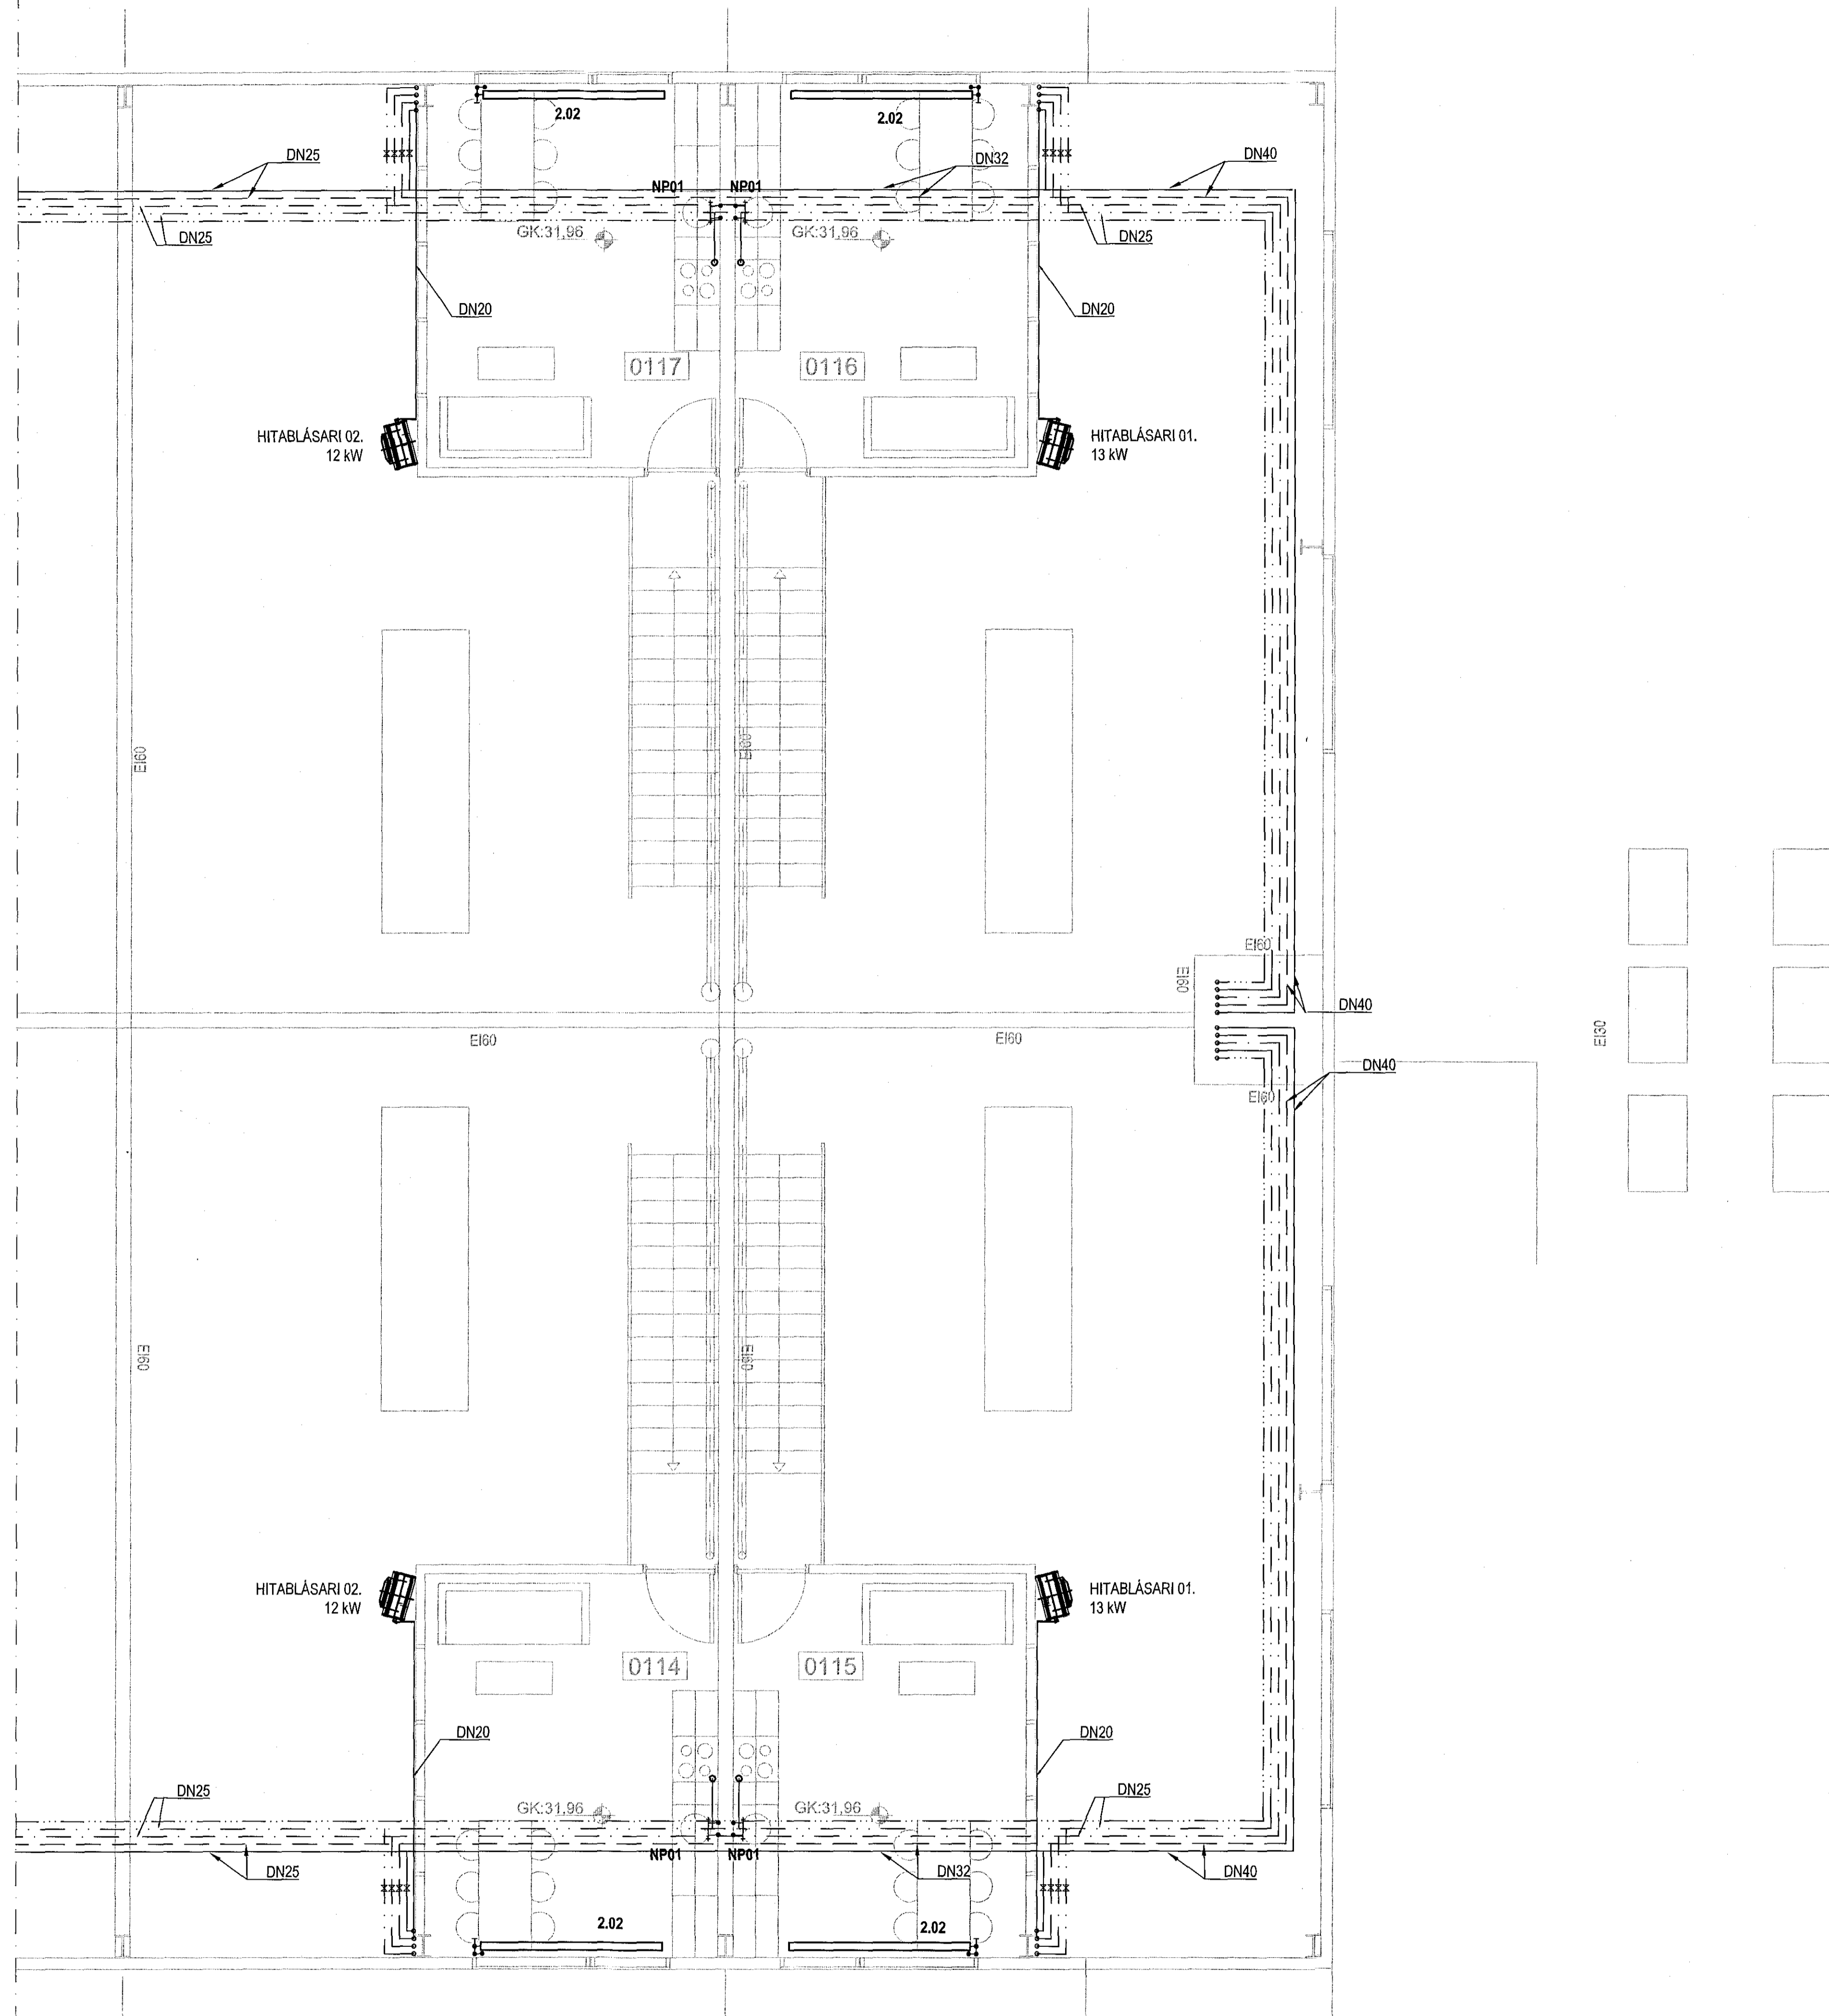 2.02
2.02
DN25
DN32
DN40
NP01
NP01
DN25
GK:31,96
GK:31,96
DN25
DN20
DN20
0117
0116
HITABLÁSARI 02.
12 kW
HITABLÁSARI 01.
13 kW
EI60
EI60
EI60
EI60
DN40
EI60
EI60
EI30
DN40
EI60
EI60
EI60
HITABLÁSARI 02.
12 kW
HITABLÁSARI 01.
13 kW
0114
0115
DN20
DN20
DN25
DN25
GK:31,96
GK:31,96
NP01
NP01
DN25
DN32
DN40
2.02
2.02